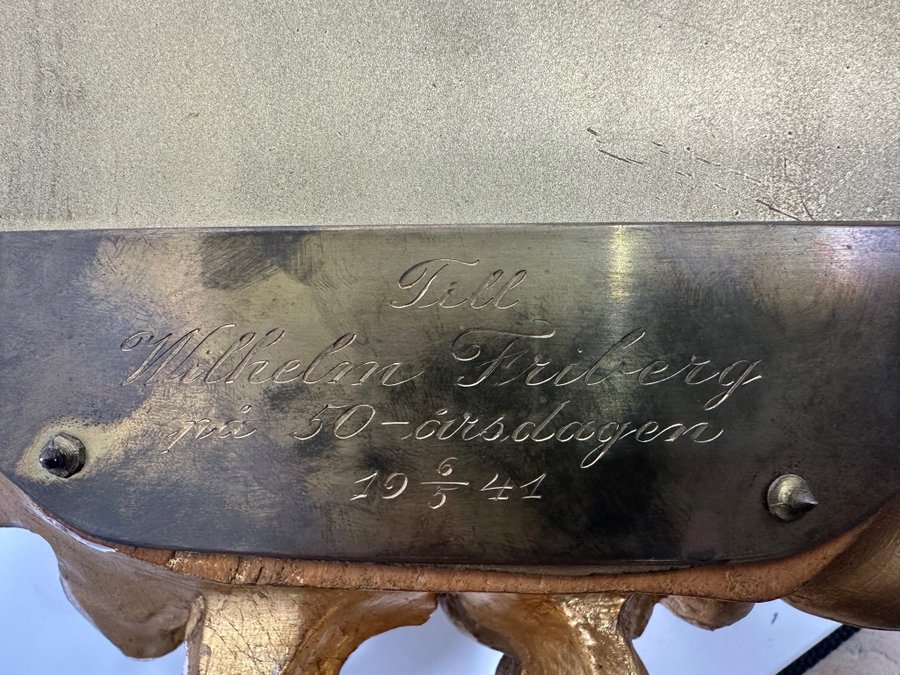 Till
Wilhelm Friberg
på 50-årsdagen
19 6/5 41